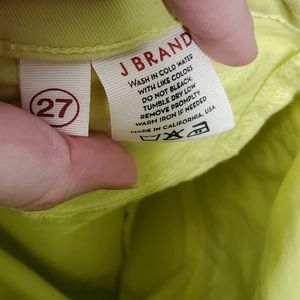 J BRAND
WASH IN COLD WATER
WITH LIKE COLORS
DO NOT BLEACH.
TUMBLE DRY LOW
REMOVE PROMPLTY
WARM IRON IF NEEDED
MADE IN CALIFORNIA, USA
27